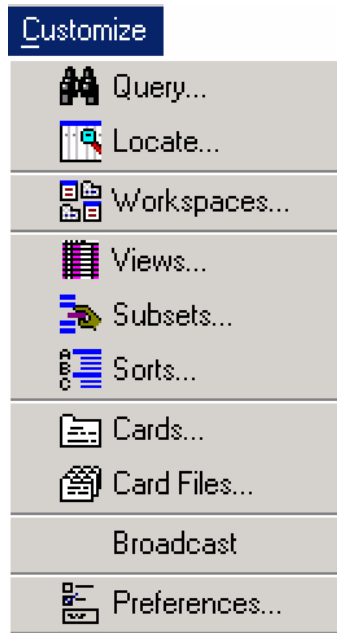 Customize
Query...
Locate...
Workspaces...
Views...
Subsets...
A
B
C
Sorts...
Cards...
Card Files...
Broadcast
Preferences...